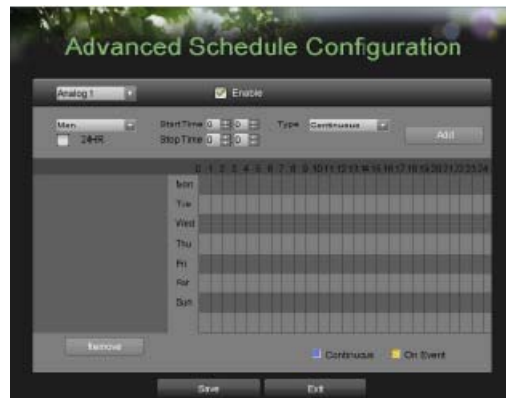 Advanced Schedule Configuration
Analog 1 Enable
Mon Start Time 0 0 Type Continuous Add
24HR Stop Time 0 0
0 1 2 3 4 5 6 7 8 9 10 11 12 13 14 15 16 17 18 19 20 21 22 23 24
Mon
Tue
Wed
Thu
Fri
Sat
Sun
Remove Continuous On Event
Save Exit